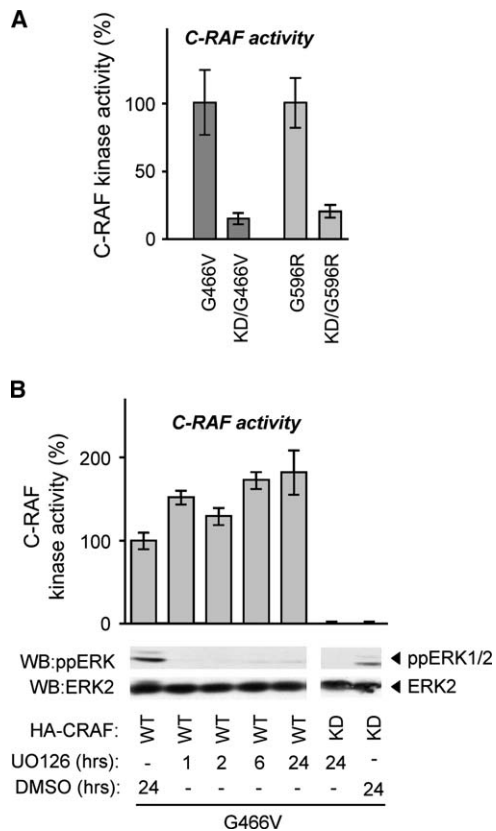 A
C-RAF activity
C-RAF kinase activity (%)
100
50
0
G466V
KD/G466V
G596R
KD/G596R
B
C-RAF activity
C-RAF
kinase activity (%)
200
100
0
WB:ppERK
ppERK1/2
WB:ERK2
ERK2
HA-CRAF: WT WT WT WT WT KD KD
UO126 (hrs): - 1 2 6 24 24 -
DMSO (hrs): 24 - - - - - 24
G466V